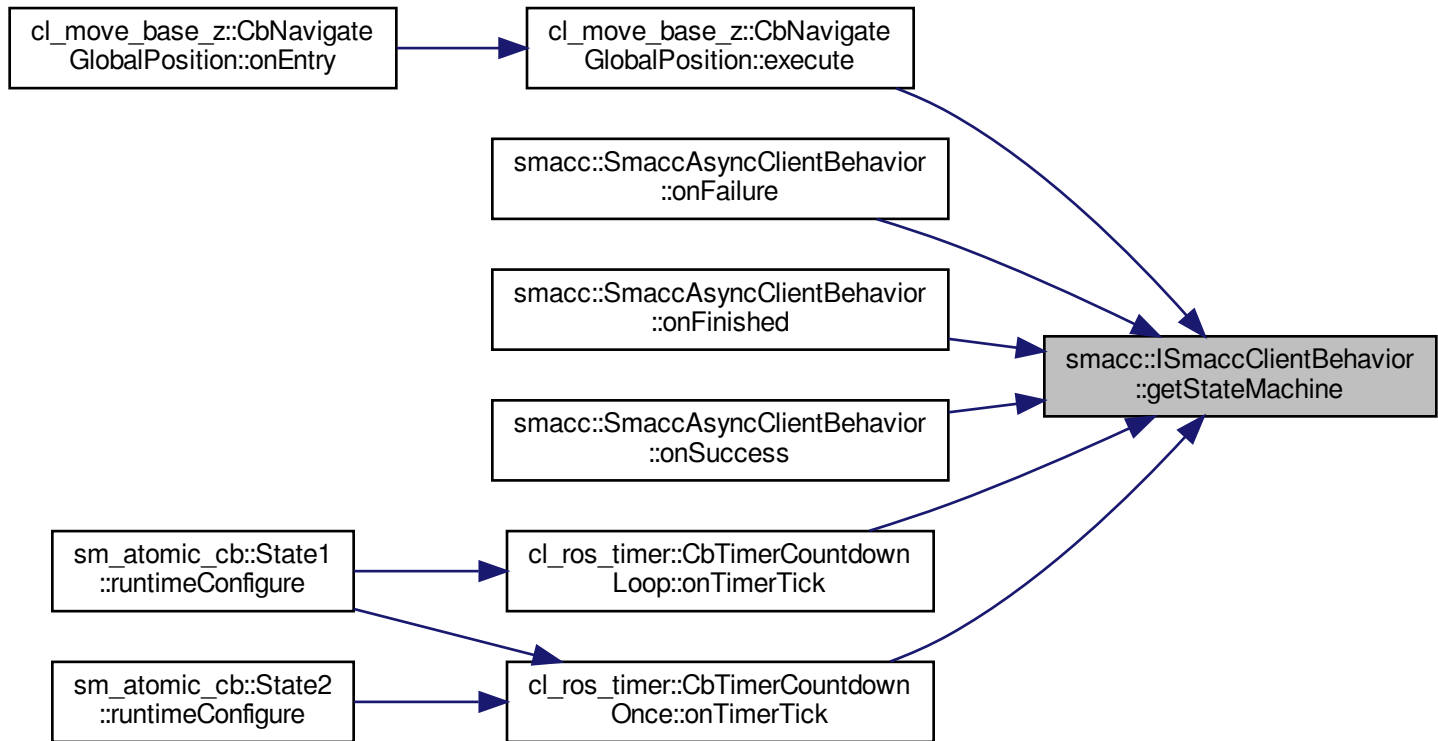 cl_move_base_z::CbNavigate
GlobalPosition::onEntry
cl_move_base_z::CbNavigate
GlobalPosition::execute
smacc::SmaccAsyncClientBehavior
::onFailure
smacc::SmaccAsyncClientBehavior
::onFinished
smacc::ISmaccClientBehavior
::getStateMachine
smacc::SmaccAsyncClientBehavior
::onSuccess
sm_atomic_cb::State1
::runtimeConfigure
cl_ros_timer::CbTimerCountdown
Loop::onTimerTick
sm_atomic_cb::State2
::runtimeConfigure
cl_ros_timer::CbTimerCountdown
Once::onTimerTick